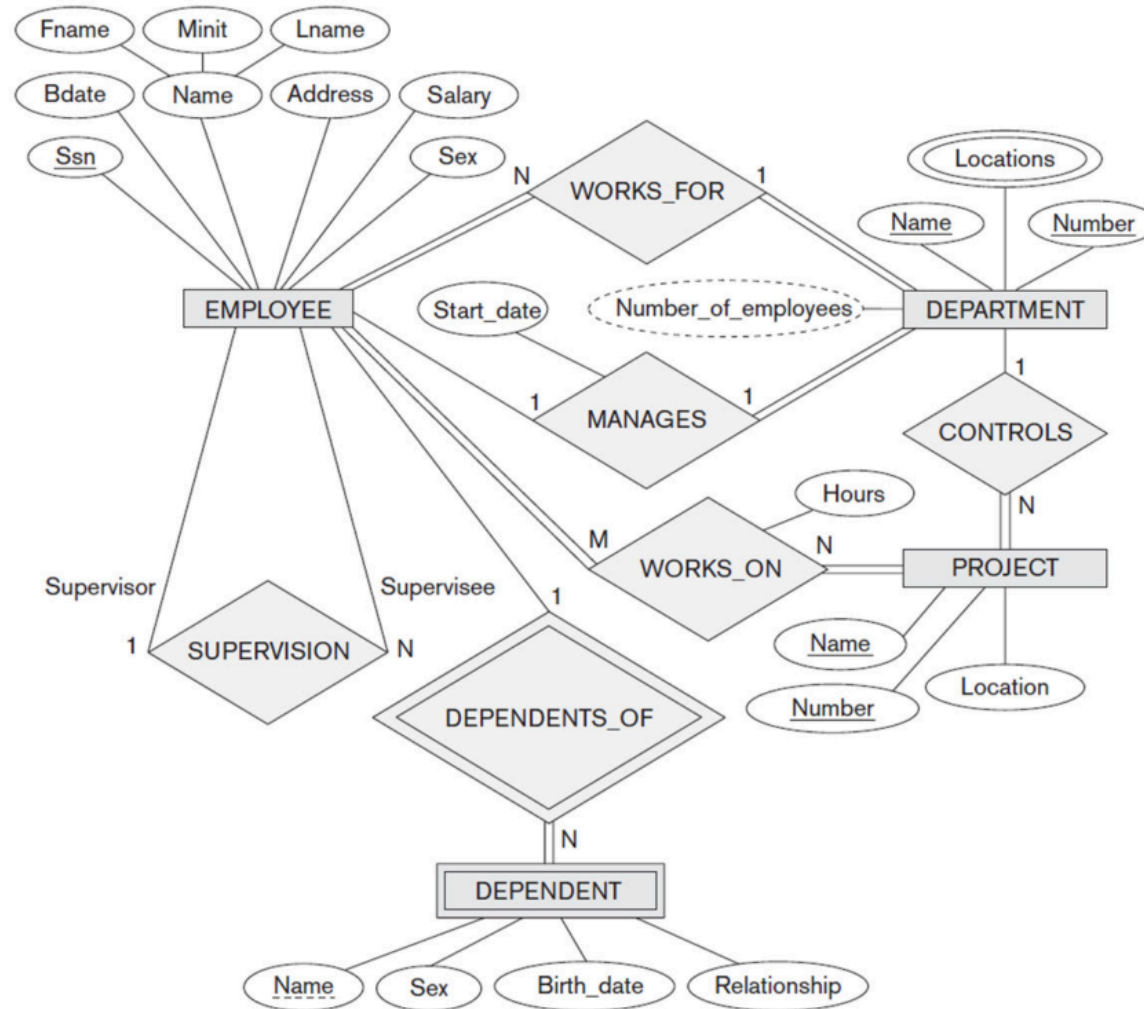 Fname
Minit
Lname
Bdate
Name
Address
Salary
Ssn
Sex
N
WORKS_FOR
1
Locations
Name
Number
EMPLOYEE
Start_date
Number_of_employees
DEPARTMENT
1
MANAGES
1
1
CONTROLS
N
Hours
M
WORKS_ON
N
PROJECT
Supervisor
Supervisee
1
SUPERVISION
N
1
Name
Number
Location
DEPENDENTS_OF
N
DEPENDENT
Name
Sex
Birth_date
Relationship